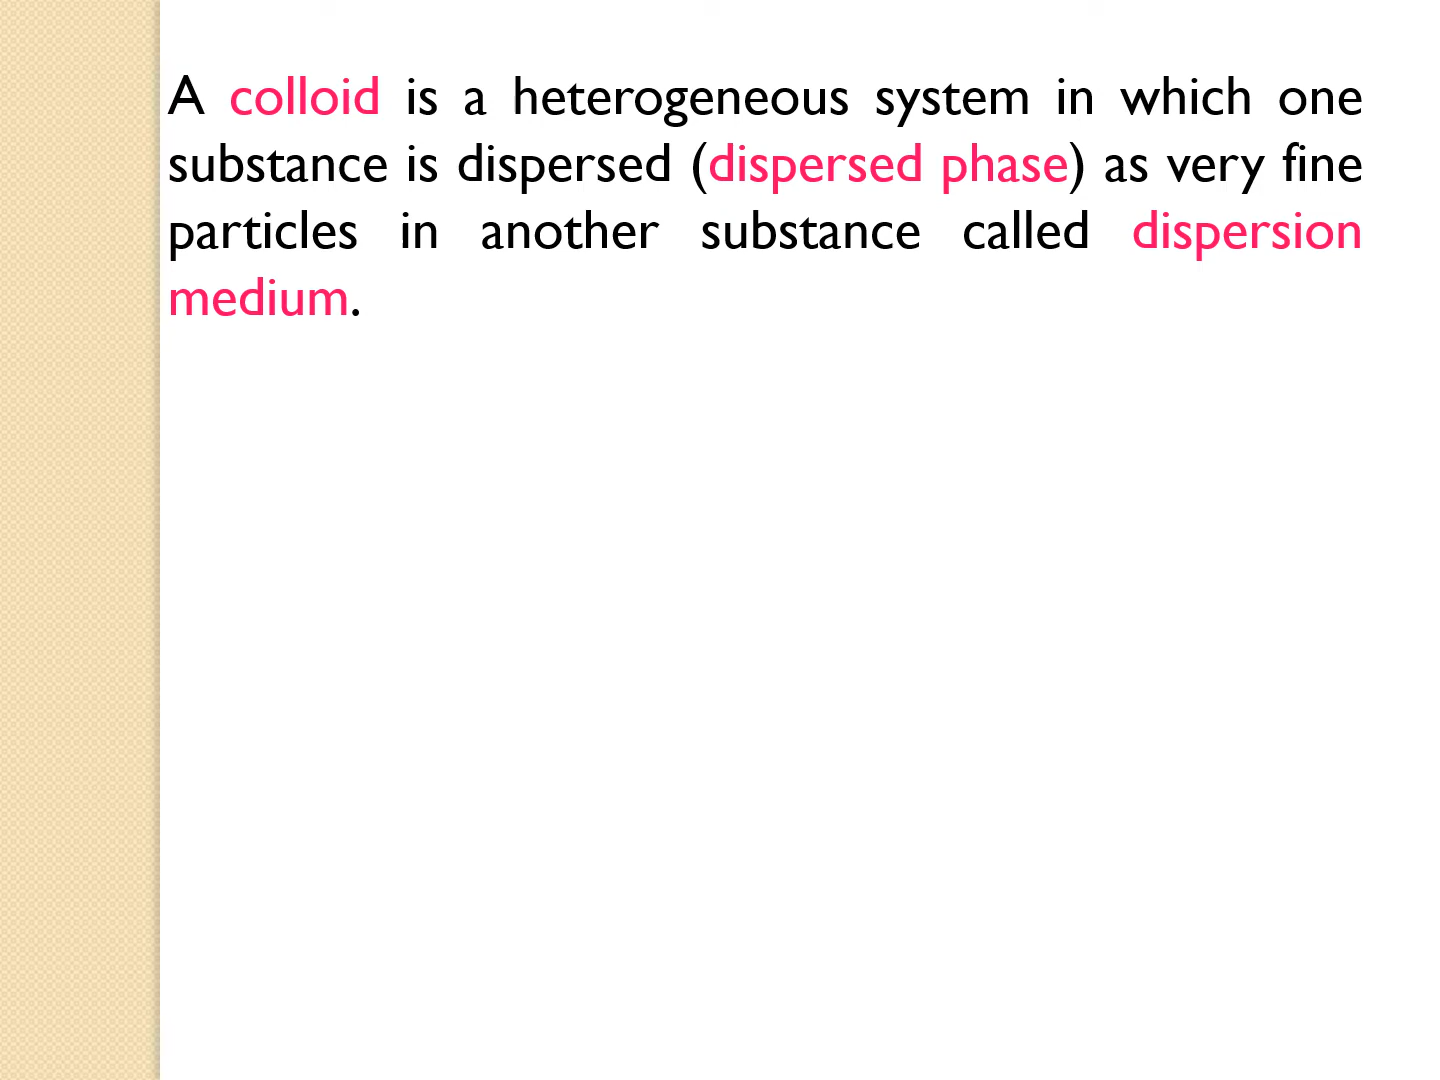 A colloid is a heterogeneous system in which one
substance is dispersed (dispersed phase) as very fine
particles in another substance called dispersion
medium.